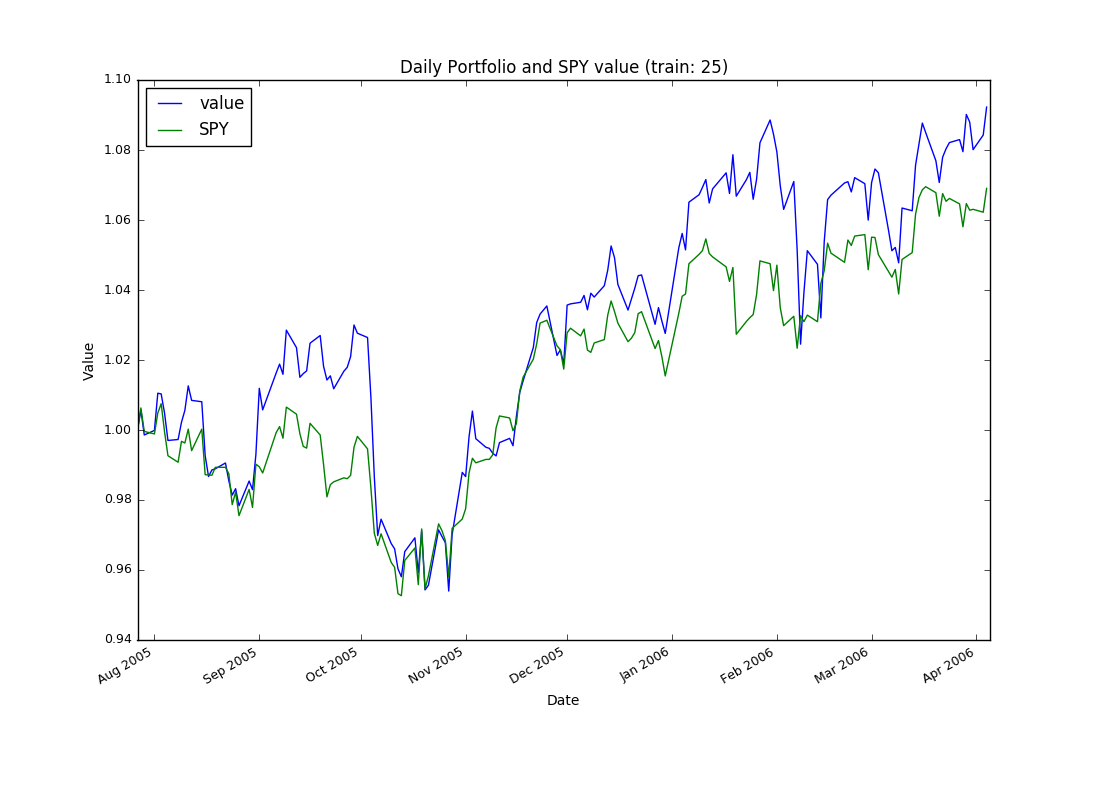 Daily Portfolio and SPY value (train: 25)
1.10
1.08
1.06
1.04
1.02
1.00
0.98
0.96
0.94
Value
value
SPY
Aug 2005
Sep 2005
Oct 2005
Nov 2005
Dec 2005
Jan 2006
Feb 2006
Mar 2006
Apr 2006
Date